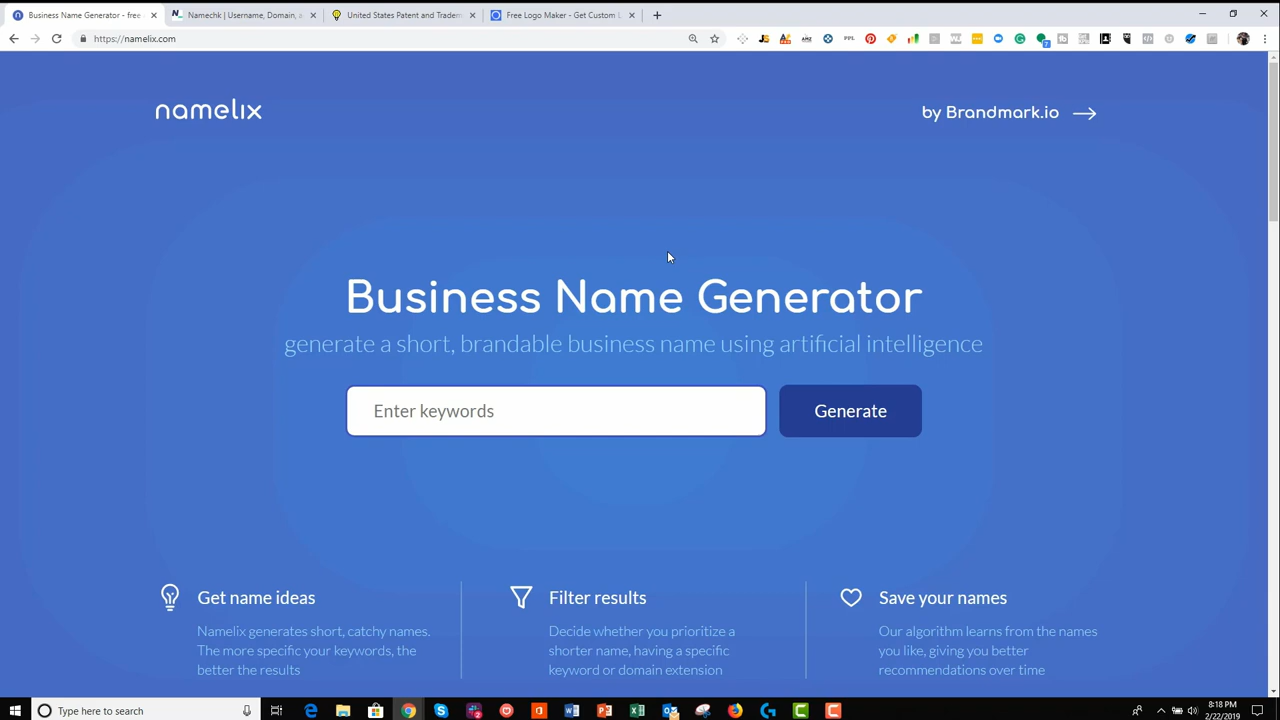 Business Name Generator - free
Namechk | Username, Domain, a
United States Patent and Tradem
Free Logo Maker - Get Custom L
https://namelix.com
PPL
7
namelix
by Brandmark.io
Business Name Generator
generate a short, brandable business name using artificial intelligence
Enter keywords
Generate
Get name ideas
Namelix generates short, catchy names.
The more specific your keywords, the
better the results
Filter results
Decide whether you prioritize a
shorter name, having a specific
keyword or domain extension
Save your names
Our algorithm learns from the names
you like, giving you better
recommendations over time
Type here to search
8:18 PM
2/22/2019